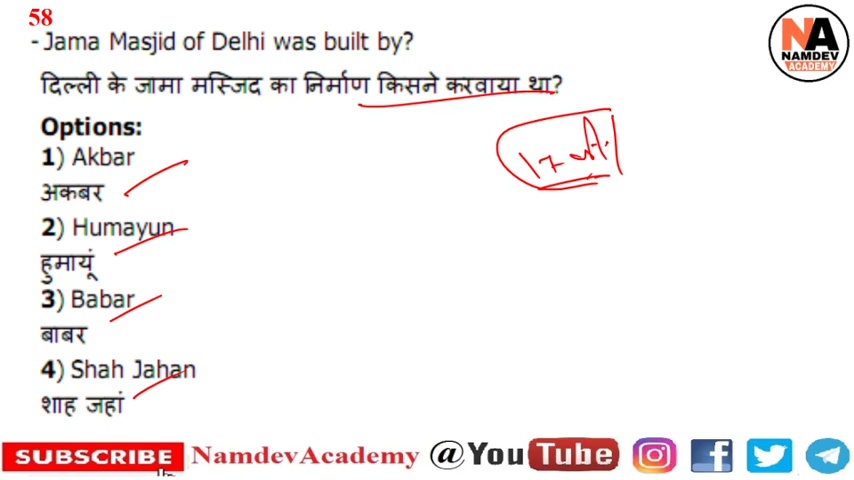 58
- Jama Masjid of Delhi was built by?
दिल्ली के जामा मस्जिद का निर्माण किसने करवाया था?
Options:
1) Akbar
अकबर
17 वीं
2) Humayun
हुमायूं
3) Babar
बाबर
4) Shah Jahan
शाह जहां
NA
NAMDEV
ACADEMY
SUBSCRIBE NamdevAcademy @YouTube